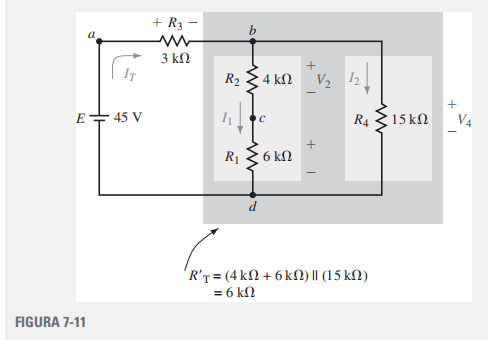 + R3 −
a
b
3 kΩ
IT
R2
4 kΩ
+
V2
−
I2
E
45 V
I1
c
R4
15 kΩ
+
V4
−
R1
6 kΩ
+
−
d
R'T = (4 kΩ + 6 kΩ) || (15 kΩ)
= 6 kΩ
FIGURA 7-11